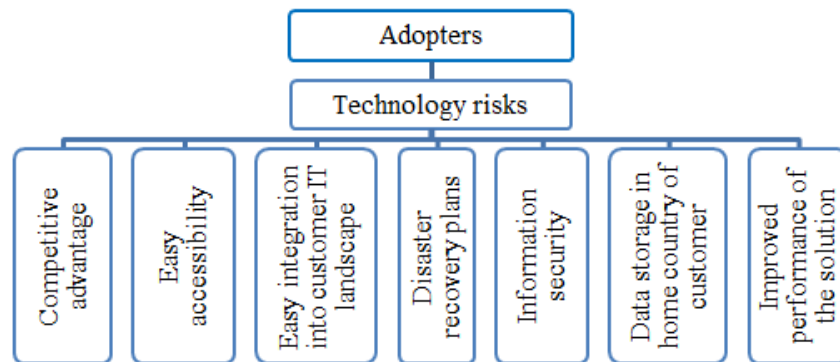 Adopters
Technology risks
Competitive
advantage
Easy
accessibility
Easy integration
into customer IT
landscape
Disaster
recovery plans
Information
security
Data storage in
home country of
customer
Improved
performance of
the solution